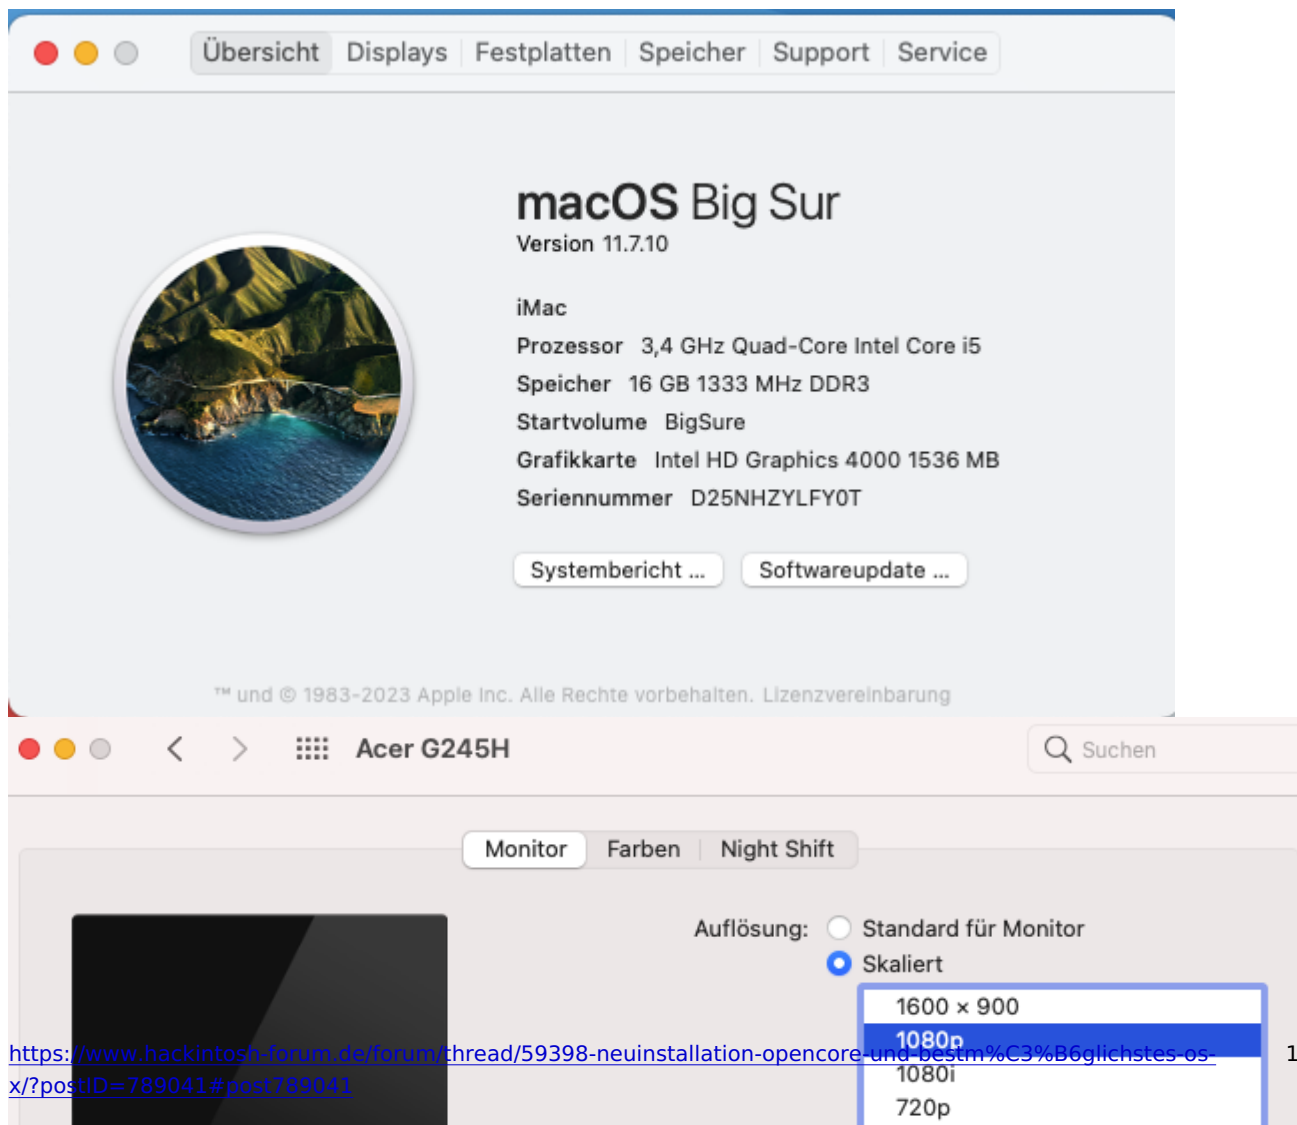 Übersicht Displays Festplatten Speicher Support Service
macOS Big Sur
Version 11.7.10
iMac
Prozessor 3,4 GHz Quad-Core Intel Core i5
Speicher 16 GB 1333 MHz DDR3
Startvolume BigSure
Grafikkarte Intel HD Graphics 4000 1536 MB
Seriennummer D25NHZYLFY0T
Systembericht ... Softwareupdate ...
™ und © 1983-2023 Apple Inc. Alle Rechte vorbehalten. Lizenzvereinbarung
Acer G245H Suchen
Monitor Farben Night Shift
Auflösung: Standard für Monitor
Skaliert
1600 × 900
1080p
https://www.hackintosh-forum.de/forum/thread/59398-neuinstallation-opencore-und-bestm%C3%B6glichstes-os- 1
1080i
x/?postID=789041#post789041
720p